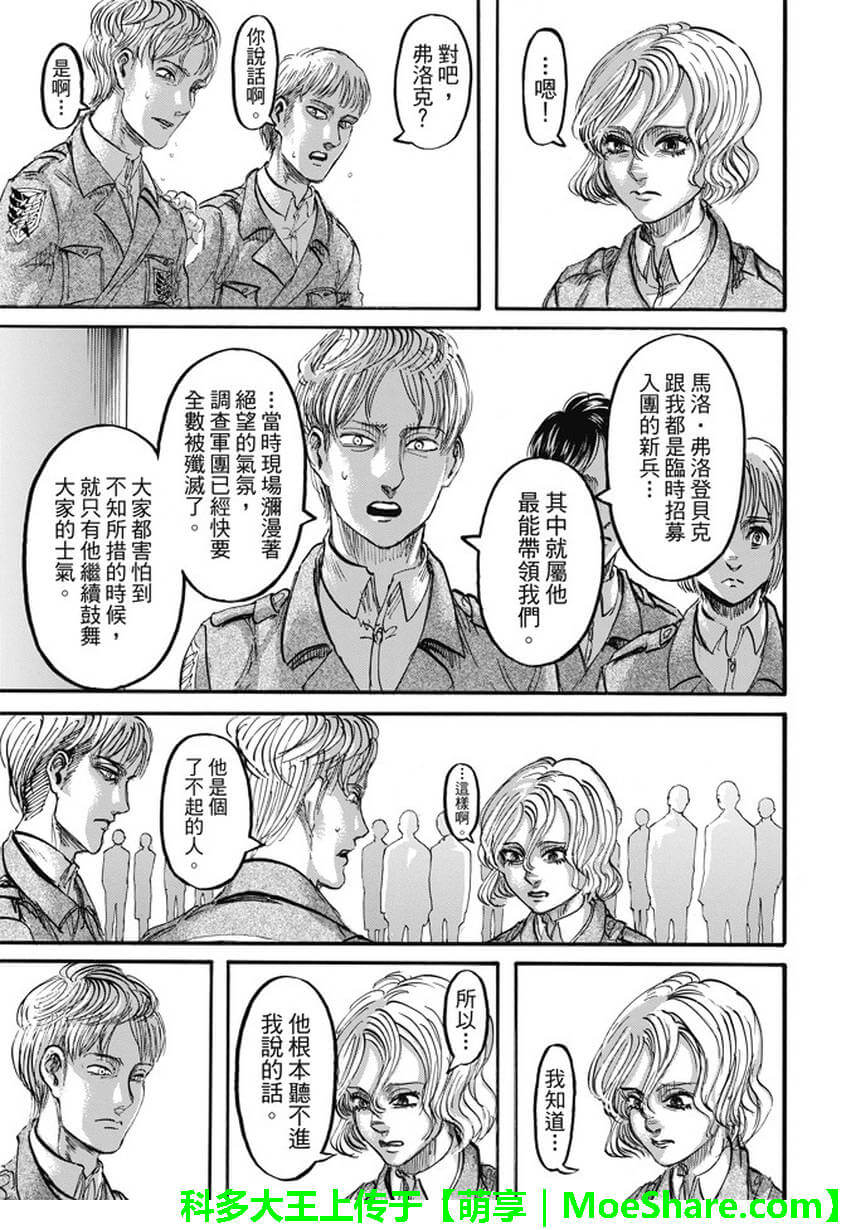 …嗯！
對吧，
弗洛克？
你說話啊。
是啊…
馬洛·弗洛登貝克
跟我都是臨時招募
入團的新兵…
其中就屬他
最能帶領我們。
…當時現場瀰漫著
絕望的氣氛，
調查軍團已經快要
全數被殲滅了。
大家都害怕到
不知所措的時候，
就只有他繼續鼓舞
大家的士氣。
…這樣啊。
他是個
了不起的人。
我知道…
所以…
他根本聽不進
我說的話。
科多大王上传于【萌享｜MoeShare.com】